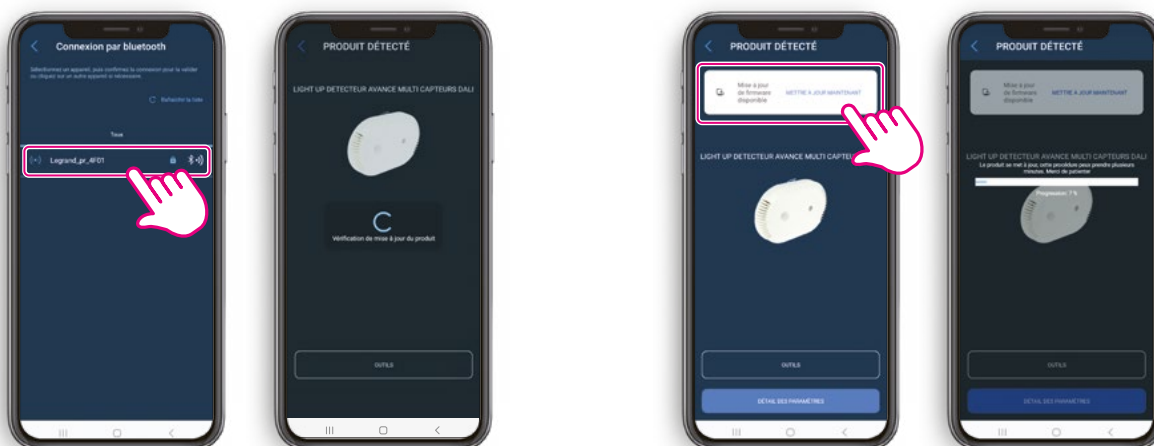 Connexion par bluetooth
Sélectionnez un appareil, puis confirmez la connexion pour la valider
ou cliquez sur un autre appareil si nécessaire.
Rafraîchir la liste
Tous
Legrand_pr_4F01
PRODUIT DÉTECTÉ
LIGHT UP DETECTEUR AVANCE MULTI CAPTEURS DALI
Vérification de mise à jour du produit
OUTILS
PRODUIT DÉTECTÉ
Mise à jour
de firmware
disponible
METTRE A JOUR MAINTENANT
LIGHT UP DETECTEUR AVANCE MULTI CAPTEU
OUTILS
DÉTAIL DES PARAMÈTRES
PRODUIT DÉTECTÉ
Mise à jour
de firmware
disponible
METTRE A JOUR MAINTENANT
LIGHT UP DETECTEUR AVANCE MULTI CAPTEURS DALI
Le produit se met à jour, cette procédure peux prendre plusieurs
minutes. Merci de patienter
Progression: ? %
OUTILS
DÉTAIL DES PARAMÈTRES